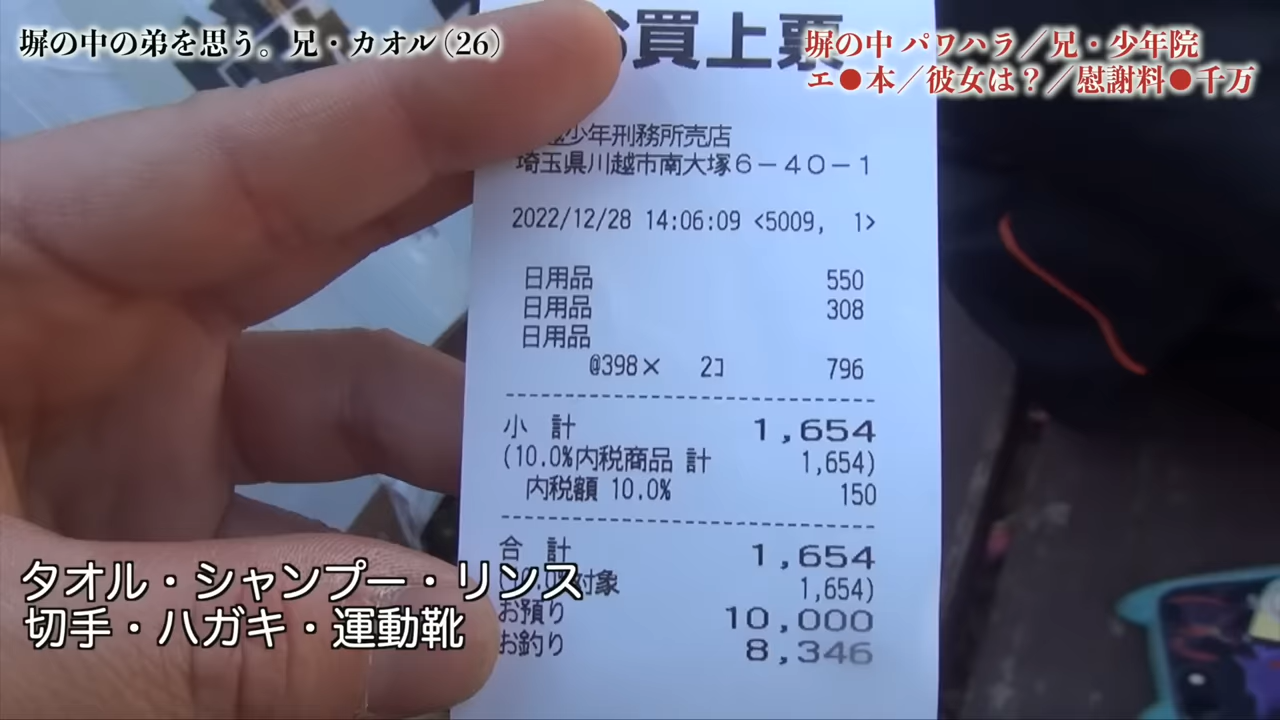 塀の中の弟を思う。兄・カオル（26）
塀の中 パワハラ／兄・少年院
エ●本／彼女は？／慰謝料●千万
お買上票
越少年刑務所売店
埼玉県川越市南大塚6－40－1
2022/12/28 14:06:09 <5009, 1>
日用品 550
日用品 308
日用品
@398× 2コ 796
小 計 1,654
(10.0%内税商品 計 1,654)
内税額 10.0% 150
合 計 1,654
対象 1,654)
お預り 10,000
お釣り 8,346
タオル・シャンプー・リンス
切手・ハガキ・運動靴